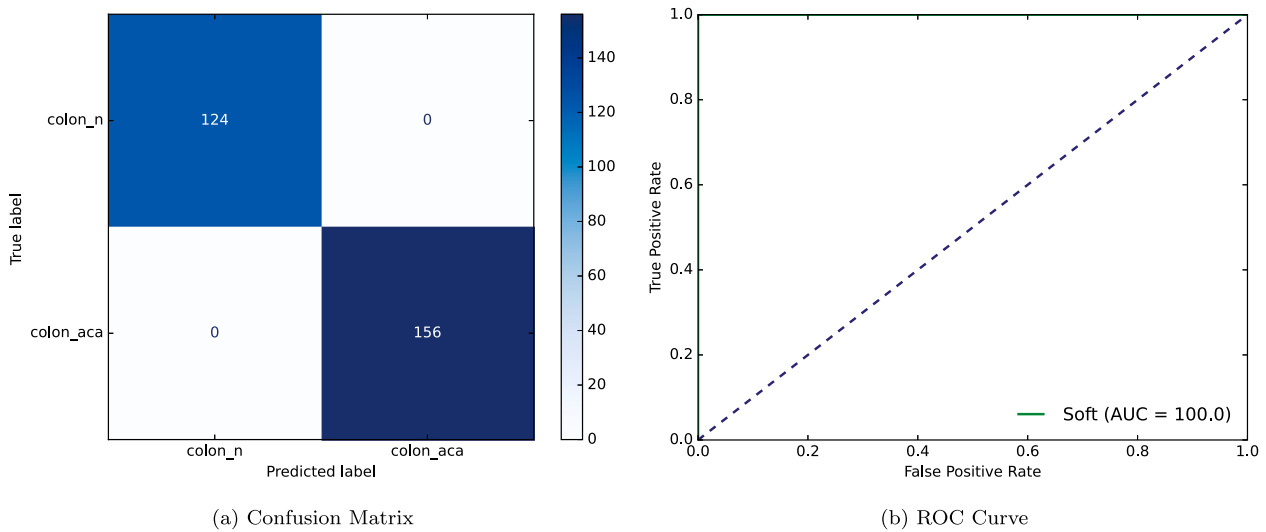 colon_n
colon_aca
True label
124
0
0
156
colon_n
colon_aca
Predicted label
140
120
100
80
60
40
20
0
(a) Confusion Matrix
1.0
0.8
0.6
0.4
0.2
0.0
True Positive Rate
Soft (AUC = 100.0)
0.0
0.2
0.4
0.6
0.8
1.0
False Positive Rate
(b) ROC Curve